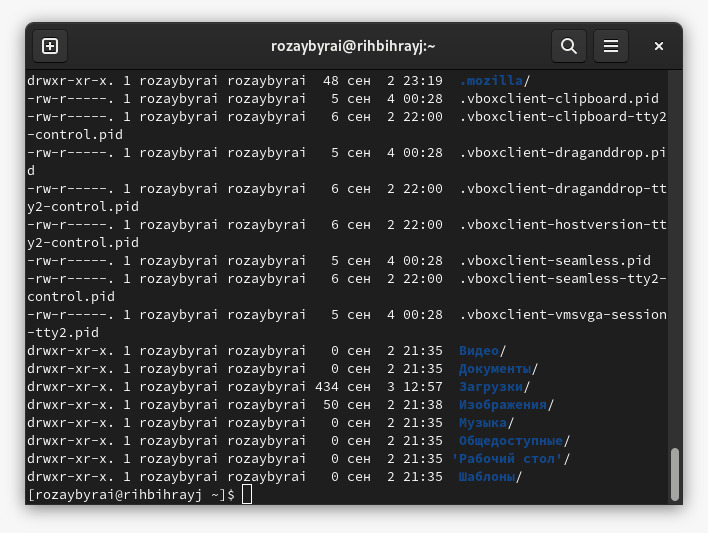 rozaybyrai@rihbihrayj:~
drwxr-xr-x. 1 rozaybyrai rozaybyrai  48 сен  2 23:19  .mozilla/
-rw-r-----. 1 rozaybyrai rozaybyrai   5 сен  4 00:28  .vboxclient-clipboard.pid
-rw-r-----. 1 rozaybyrai rozaybyrai   6 сен  2 22:00  .vboxclient-clipboard-tty2
-control.pid
-rw-r-----. 1 rozaybyrai rozaybyrai   5 сен  4 00:28  .vboxclient-draganddrop.pi
d
-rw-r-----. 1 rozaybyrai rozaybyrai   6 сен  2 22:00  .vboxclient-draganddrop-tt
y2-control.pid
-rw-r-----. 1 rozaybyrai rozaybyrai   6 сен  2 22:00  .vboxclient-hostversion-tt
y2-control.pid
-rw-r-----. 1 rozaybyrai rozaybyrai   5 сен  4 00:28  .vboxclient-seamless.pid
-rw-r-----. 1 rozaybyrai rozaybyrai   6 сен  2 22:00  .vboxclient-seamless-tty2-
control.pid
-rw-r-----. 1 rozaybyrai rozaybyrai   5 сен  4 00:28  .vboxclient-vmsvga-session
-tty2.pid
drwxr-xr-x. 1 rozaybyrai rozaybyrai   0 сен  2 21:35  Видео/
drwxr-xr-x. 1 rozaybyrai rozaybyrai   0 сен  2 21:35  Документы/
drwxr-xr-x. 1 rozaybyrai rozaybyrai 434 сен  3 12:57  Загрузки/
drwxr-xr-x. 1 rozaybyrai rozaybyrai  50 сен  2 21:38  Изображения/
drwxr-xr-x. 1 rozaybyrai rozaybyrai   0 сен  2 21:35  Музыка/
drwxr-xr-x. 1 rozaybyrai rozaybyrai   0 сен  2 21:35  Общедоступные/
drwxr-xr-x. 1 rozaybyrai rozaybyrai   0 сен  2 21:35 'Рабочий стол'/
drwxr-xr-x. 1 rozaybyrai rozaybyrai   0 сен  2 21:35  Шаблоны/
[rozaybyrai@rihbihrayj ~]$